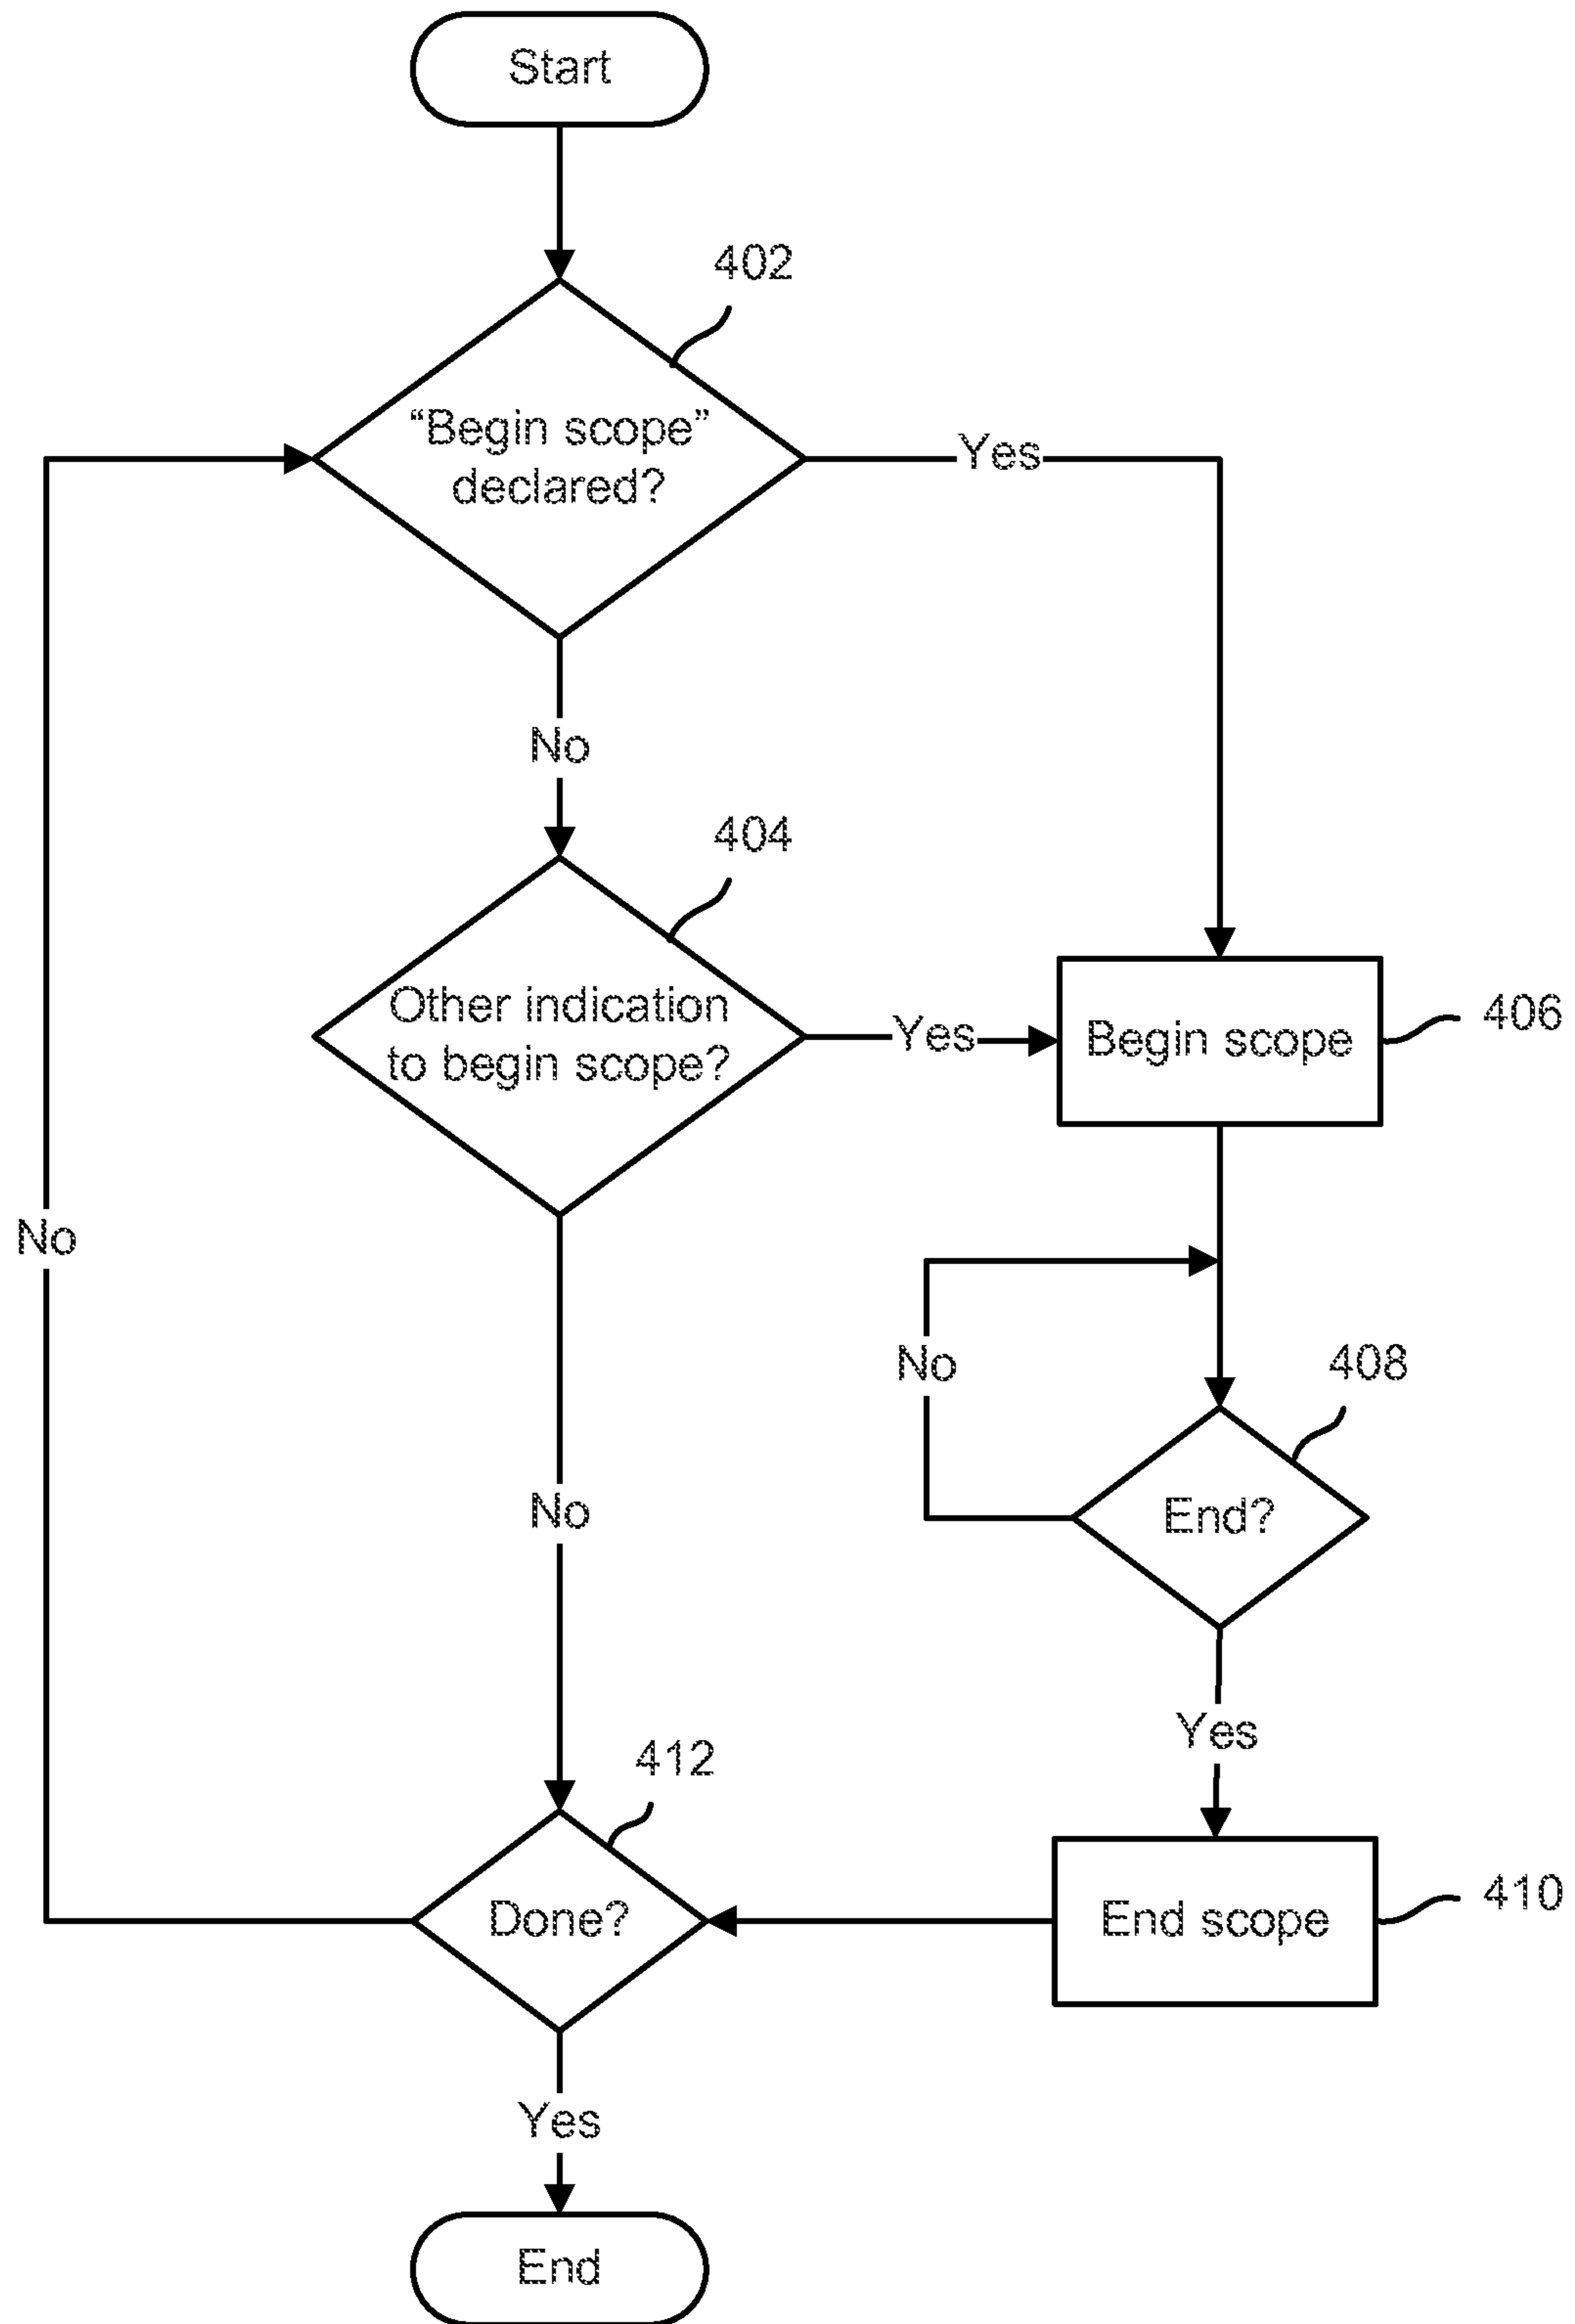 Start
402
“Begin scope”
declared?
Yes
No
404
Other indication
to begin scope?
Yes
Begin scope
406
No
No
408
End?
No
Yes
412
Done?
End scope
410
Yes
End